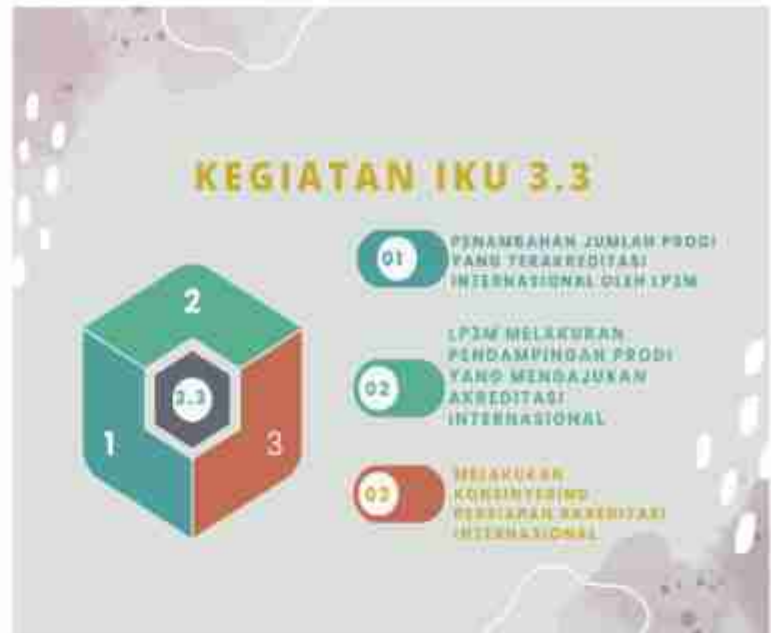 KEGIATAN IKU 3.3
2
3.3
1
3
01
PENAMBAHAN JUMLAH PRODI
YANG TERAKREDITASI
INTERNASIONAL OLEH LP3M
02
LP3M MELAKUKAN
PENDAMPINGAN PRODI
YANG MENGAJUKAN
AKREDITASI
INTERNASIONAL
03
MELAKUKAN
KONSINYERING
PERSIAPAN AKREDITASI
INTERNASIONAL